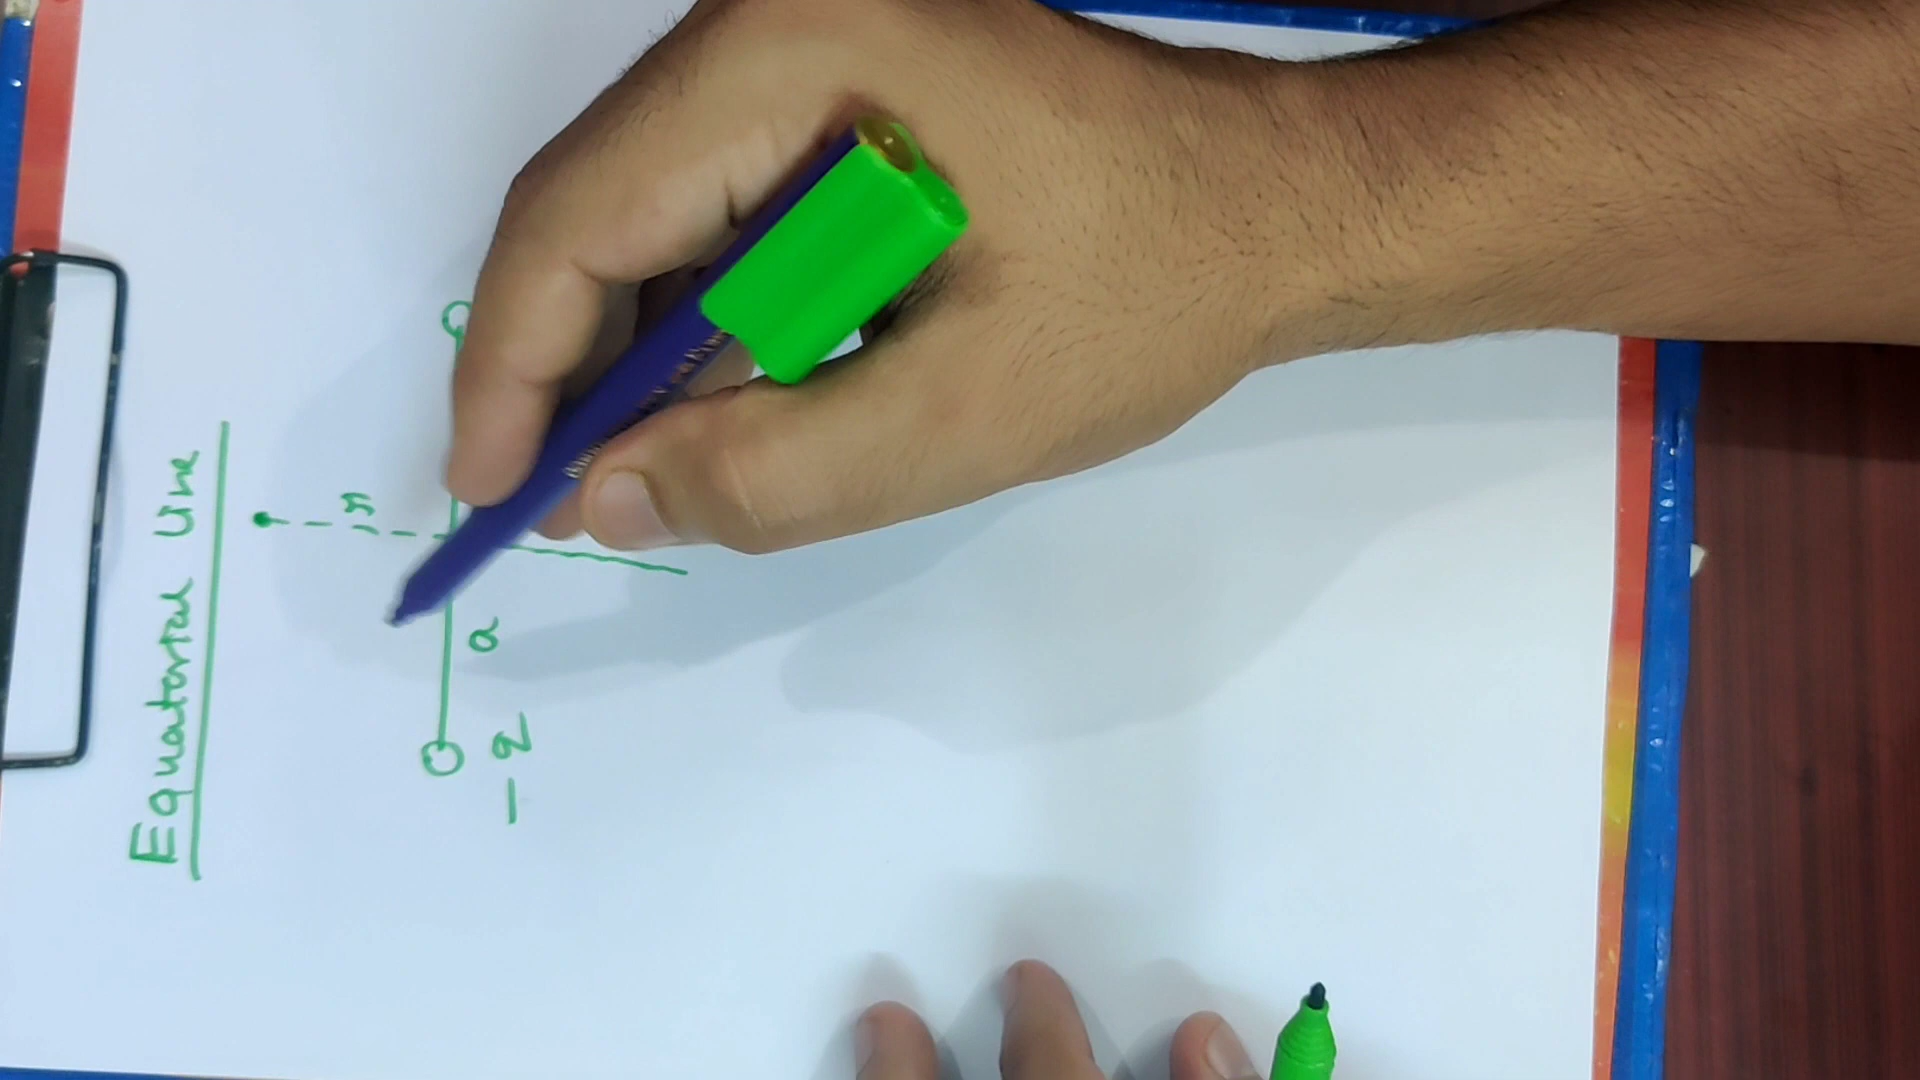 Equatorial Line
r
a
- q